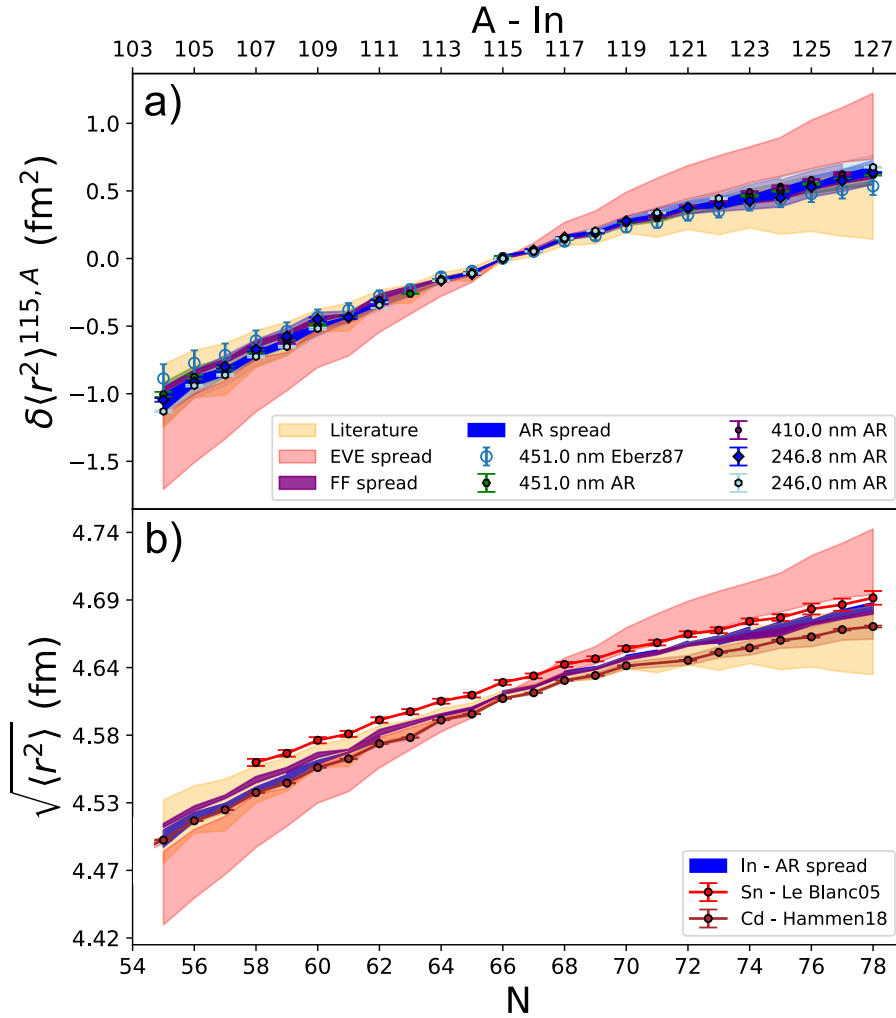 A - In
103 105 107 109 111 113 115 117 119 121 123 125 127
a)
1.0
0.5
0.0
−0.5
−1.0
−1.5
δ⟨r²⟩¹¹⁵,ᴬ (fm²)
Literature
EVE spread
FF spread
AR spread
451.0 nm Eberz87
451.0 nm AR
410.0 nm AR
246.8 nm AR
246.0 nm AR
b)
4.74
4.69
4.64
4.58
4.53
4.47
4.42
√⟨r²⟩ (fm)
In - AR spread
Sn - Le Blanc05
Cd - Hammen18
54 56 58 60 62 64 66 68 70 72 74 76 78
N